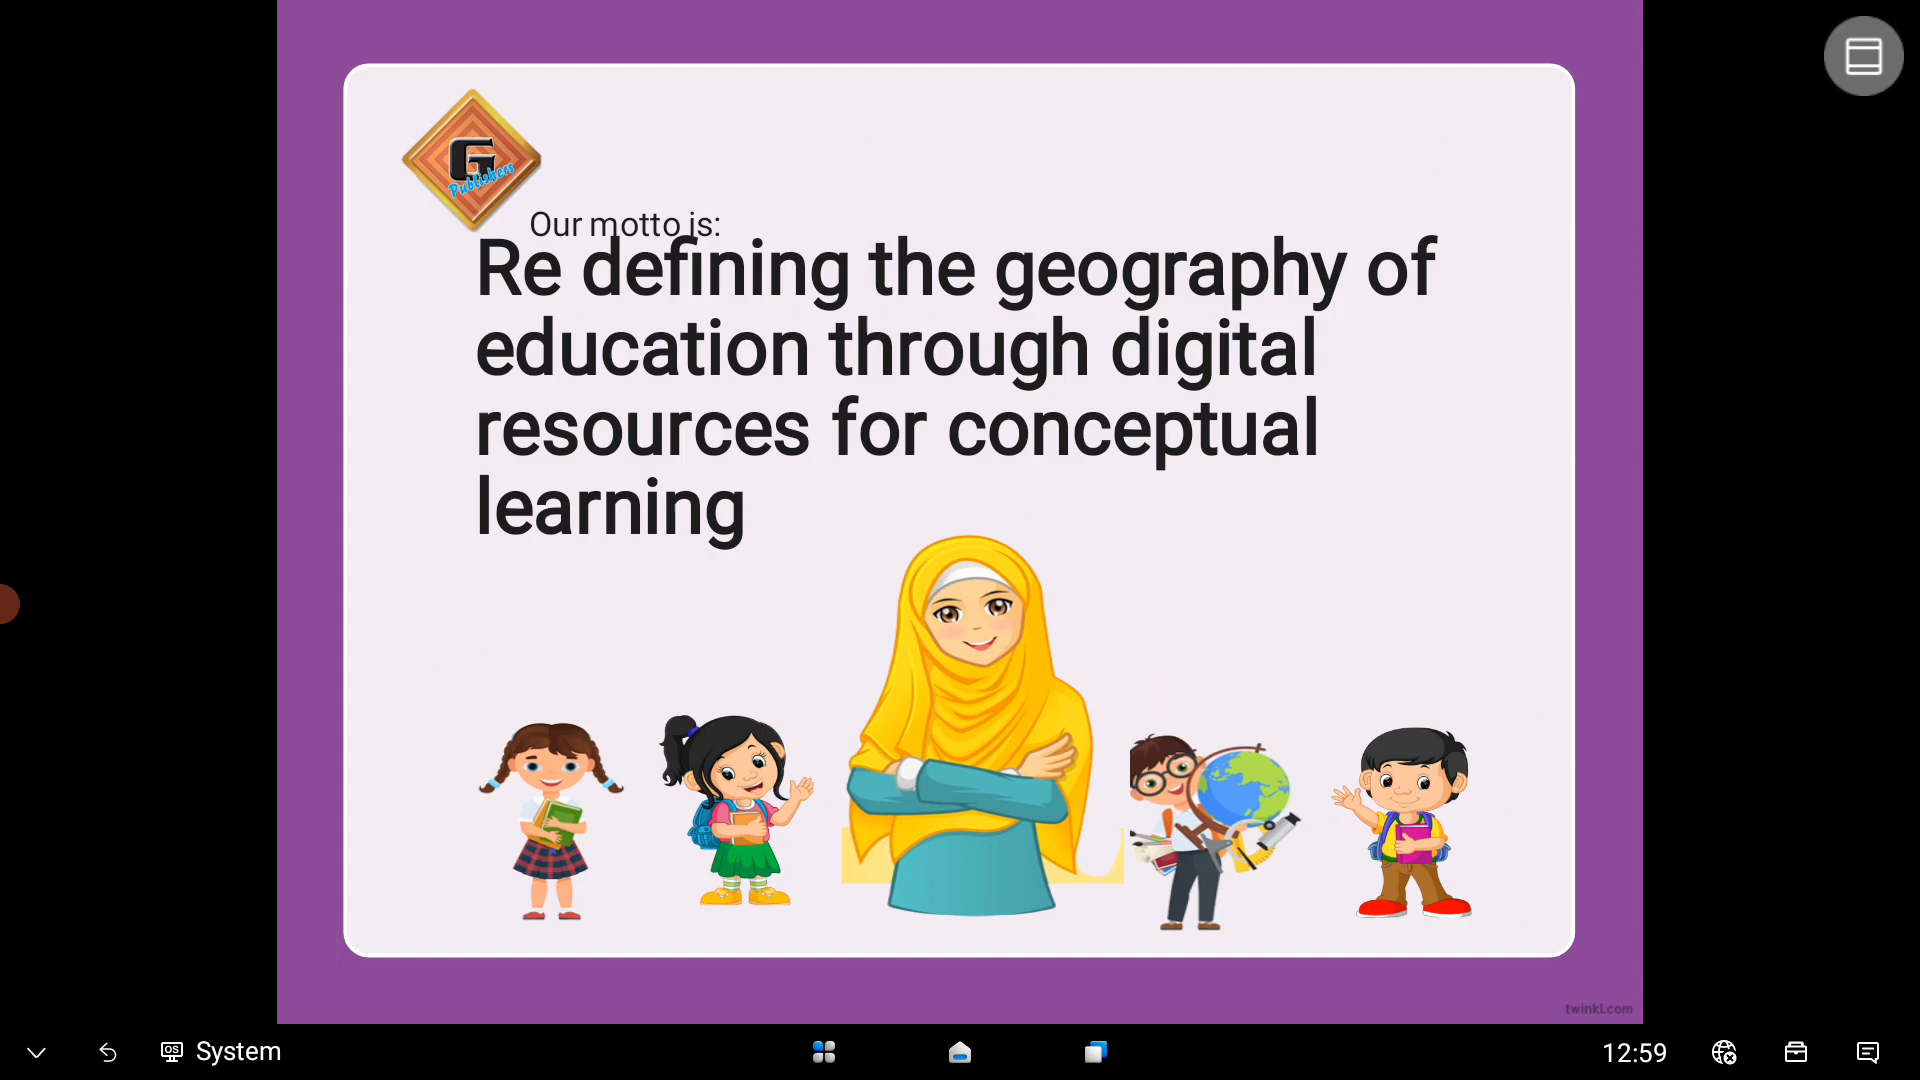 G
Publishers
Our motto is:
Re defining the geography of
education through digital
resources for conceptual
learning
twinkl.com
OS
System
12:59